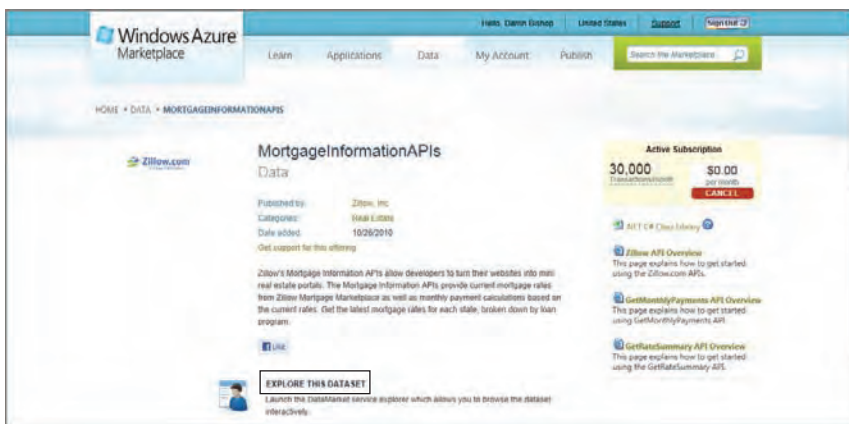 Hello, Darrin Bishop
United States
Support
Sign Out
Windows Azure
Marketplace
Learn
Applications
Data
My Account
Publish
Search the Marketplace
HOME • DATA • MORTGAGEINFORMATIONAPIS
Zillow.com
MortgageInformationAPIs
Data
Published by: Zillow, Inc
Categories: Real Estate
Date added: 10/26/2010
Get support for this offering
Zillow's Mortgage Information APIs allow developers to turn their websites into mini
real estate portals. The Mortgage Information APIs provide current mortgage rates
from Zillow Mortgage Marketplace as well as monthly payment calculations based on
the current rates. Get the latest mortgage rates for each state, broken down by loan
program.
Like
EXPLORE THIS DATASET
Launch the DataMarket service explorer which allows you to browse the dataset
interactively.
Active Subscription
30,000
Transactions/month
$0.00
per month
CANCEL
.NET C# Class Library
Zillow API Overview
This page explains how to get started
using the Zillow.com APIs.
GetMonthlyPayments API Overview
This page explains how to get started
using GetMonthlyPayments API
GetRateSummary API Overview
This page explains how to get started
using the GetRateSummary API.